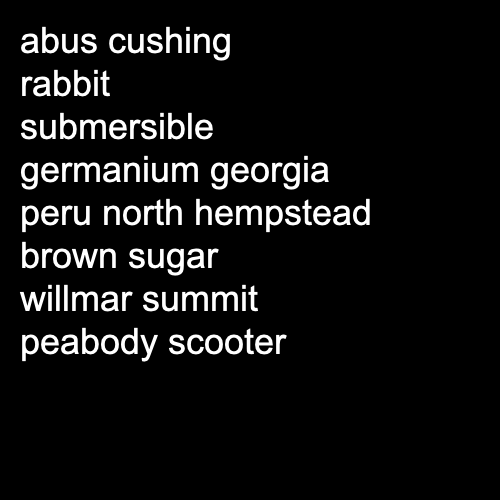 abus cushing
rabbit
submersible
germanium georgia
peru north hempstead
brown sugar
willmar summit
peabody scooter